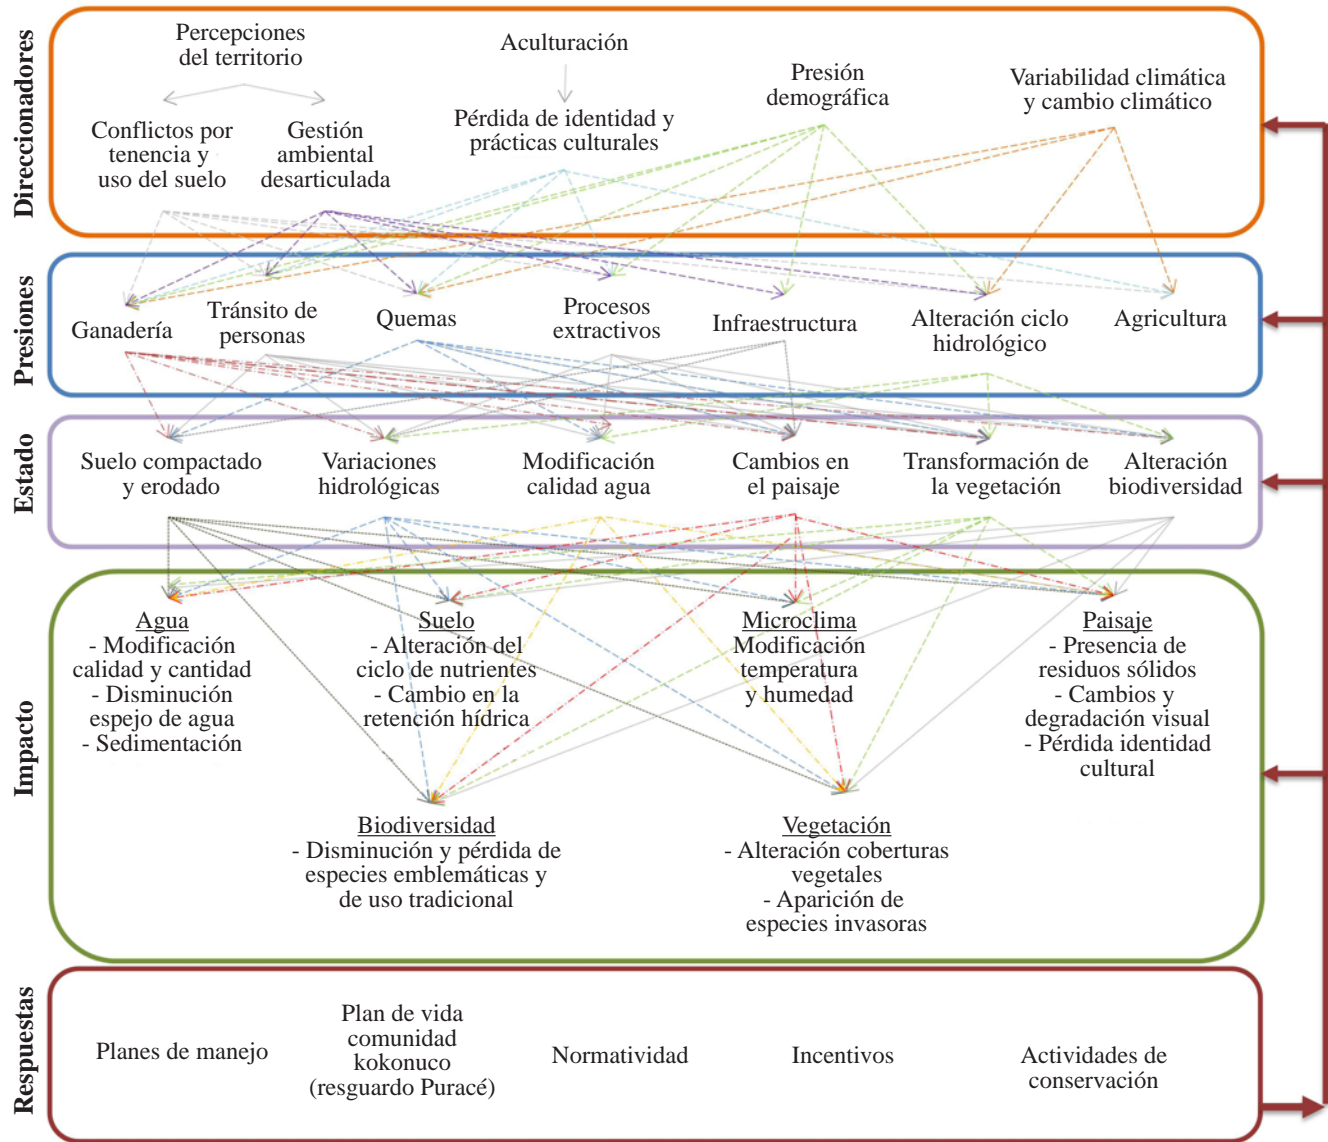 Direccionadores
Percepciones
del territorio
Aculturación
Presión
demográfica
Variabilidad climática
y cambio climático
Conflictos por
tenencia y
uso del suelo
Gestión
ambiental
desarticulada
Pérdida de identidad y
prácticas culturales
Presiones
Ganadería
Tránsito de
personas
Quemas
Procesos
extractivos
Infraestructura
Alteración ciclo
hidrológico
Agricultura
Estado
Suelo compactado
y erodado
Variaciones
hidrológicas
Modificación
calidad agua
Cambios en
el paisaje
Transformación de
la vegetación
Alteración
biodiversidad
Impacto
Agua
- Modificación
calidad y cantidad
- Disminución
espejo de agua
- Sedimentación
Suelo
- Alteración del
ciclo de nutrientes
- Cambio en la
retención hídrica
Microclima
Modificación
temperatura
y humedad
Paisaje
- Presencia de
residuos sólidos
- Cambios y
degradación visual
- Pérdida identidad
cultural
Biodiversidad
- Disminución y pérdida de
especies emblemáticas y
de uso tradicional
Vegetación
- Alteración coberturas
vegetales
- Aparición de
especies invasoras
Respuestas
Planes de manejo
Plan de vida
comunidad
kokonuco
(resguardo Puracé)
Normatividad
Incentivos
Actividades de
conservación